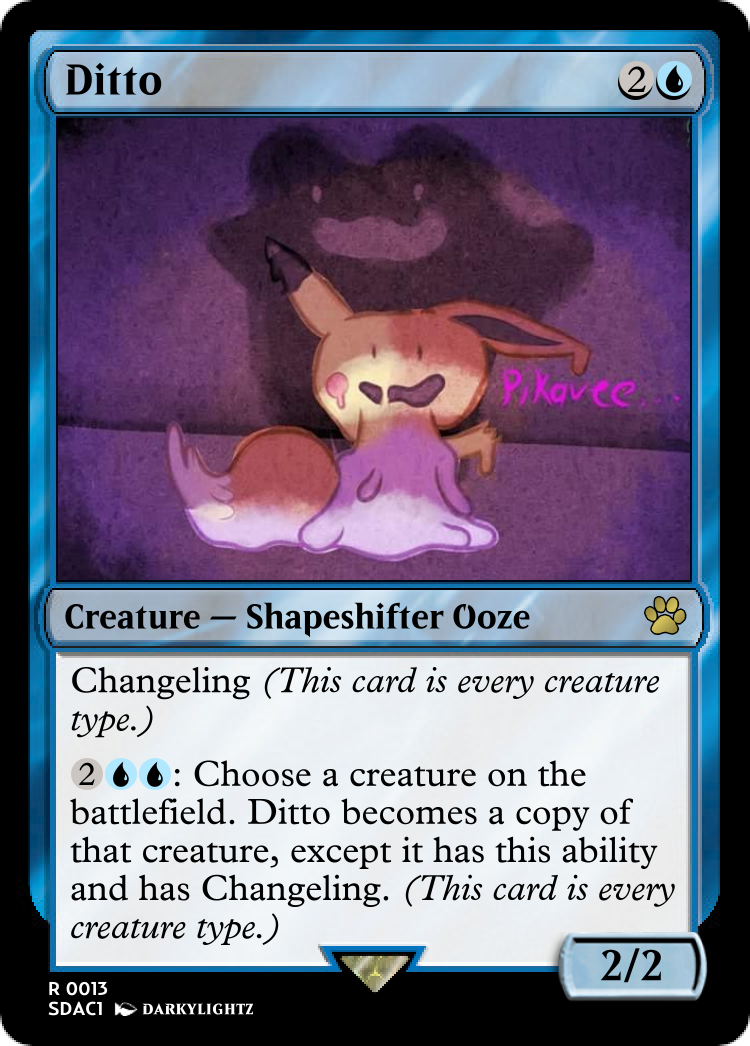 Ditto 2
Pikavee...
Creature — Shapeshifter Ooze
Changeling (This card is every creature
type.)
2: Choose a creature on the
battlefield. Ditto becomes a copy of
that creature, except it has this ability
and has Changeling. (This card is every
creature type.)
2/2
R 0013
SDAC1 DARKYLIGHTZ